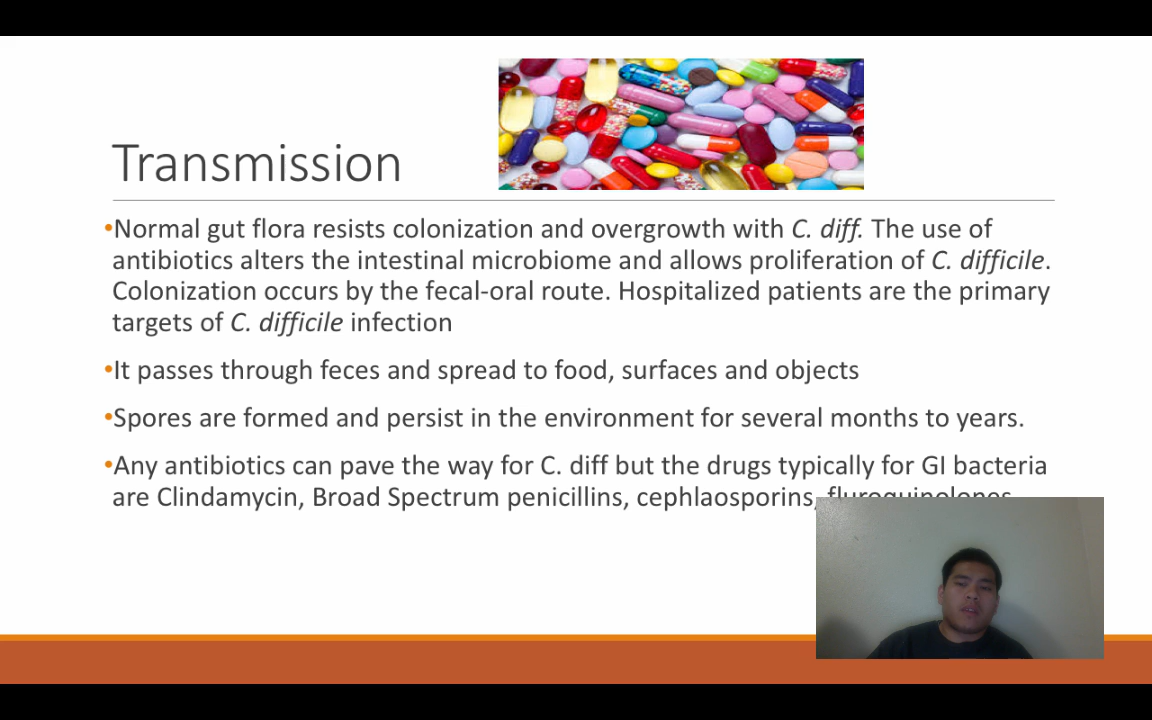 Transmission
•Normal gut flora resists colonization and overgrowth with C. diff. The use of
antibiotics alters the intestinal microbiome and allows proliferation of C. difficile.
Colonization occurs by the fecal-oral route. Hospitalized patients are the primary
targets of C. difficile infection
•It passes through feces and spread to food, surfaces and objects
•Spores are formed and persist in the environment for several months to years.
•Any antibiotics can pave the way for C. diff but the drugs typically for GI bacteria
are Clindamycin, Broad Spectrum penicillins, cephlaosporins, fluroquinolones